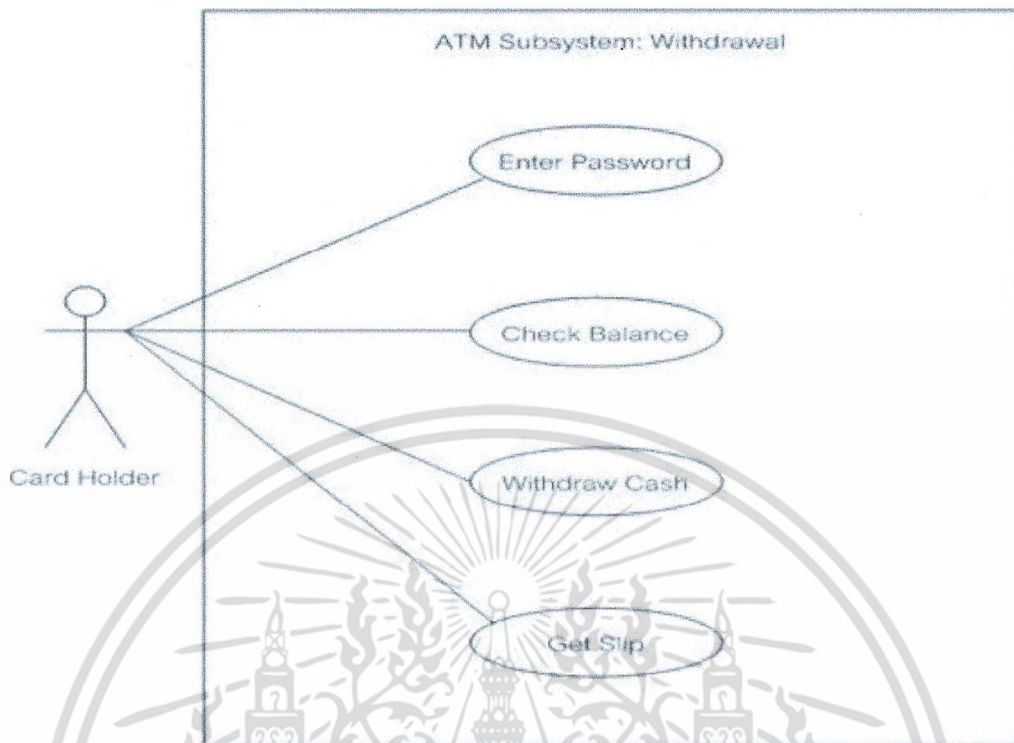 ATM Subsystem: Withdrawal
Enter Password
Check Balance
Card Holder
Withdraw Cash
Get Slip